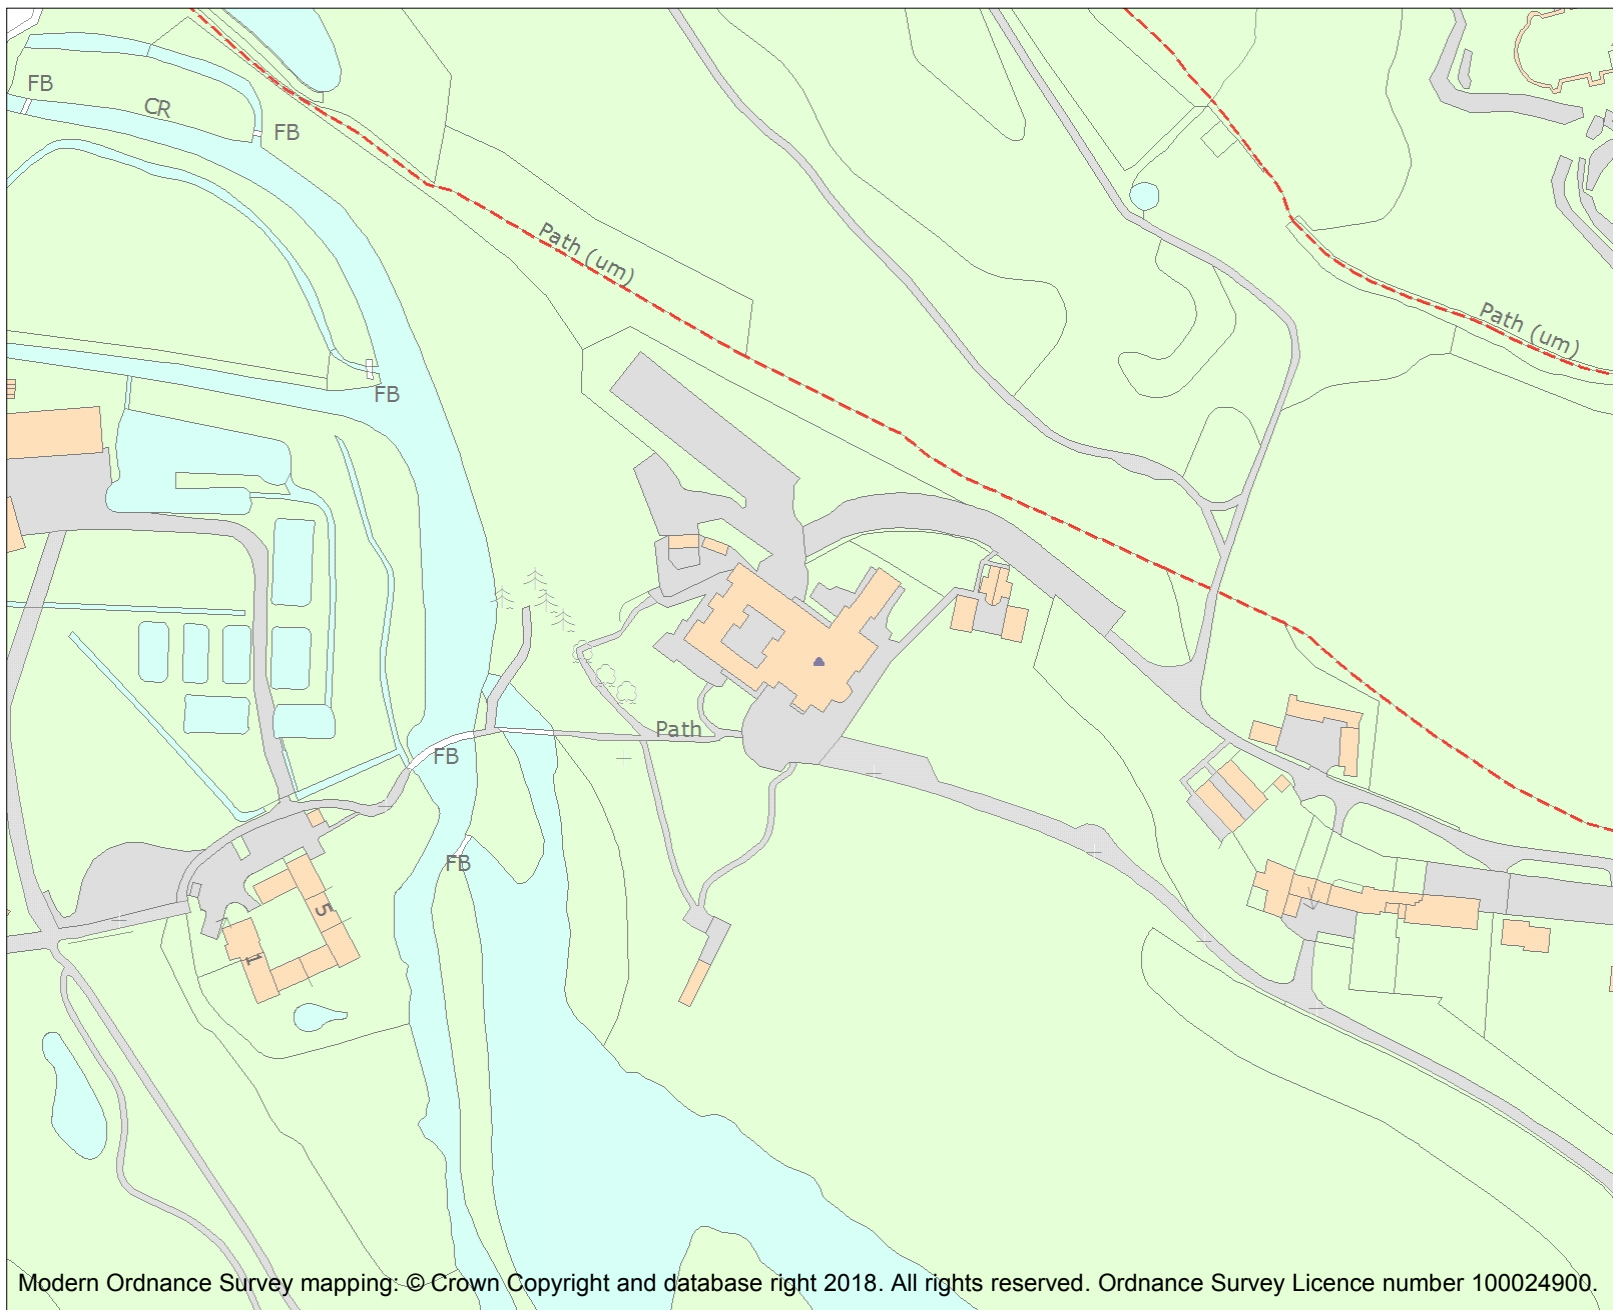 FB
CR
FB
Path (um)
Path (um)
FB
Path
FB
FB
5
1
Modern Ordnance Survey mapping: © Crown Copyright and database right 2018. All rights reserved. Ordnance Survey Licence number 100024900.